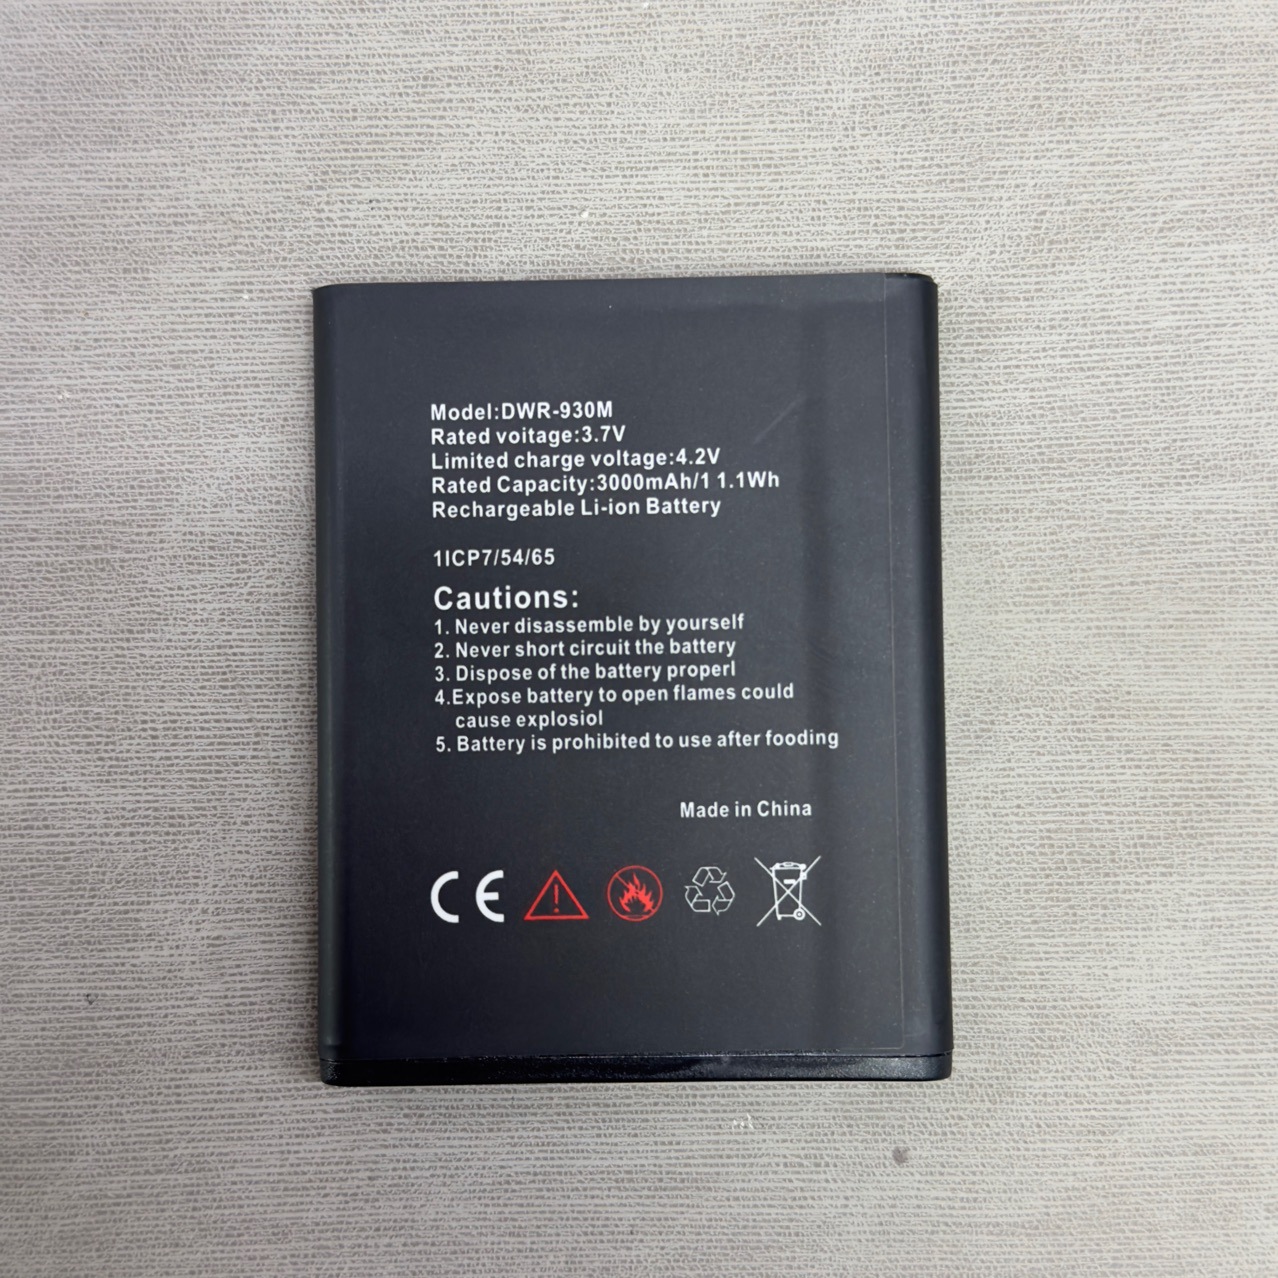 Model:DWR-930M
Rated voitage:3.7V
Limited charge voltage:4.2V
Rated Capacity:3000mAh/1 1.1Wh
Rechargeable Li-ion Battery
1ICP7/54/65
Cautions:
1. Never disassemble by yourself
2. Never short circuit the battery
3. Dispose of the battery properl
4.Expose battery to open flames could
cause explosiol
5. Battery is prohibited to use after fooding
Made in China
CE